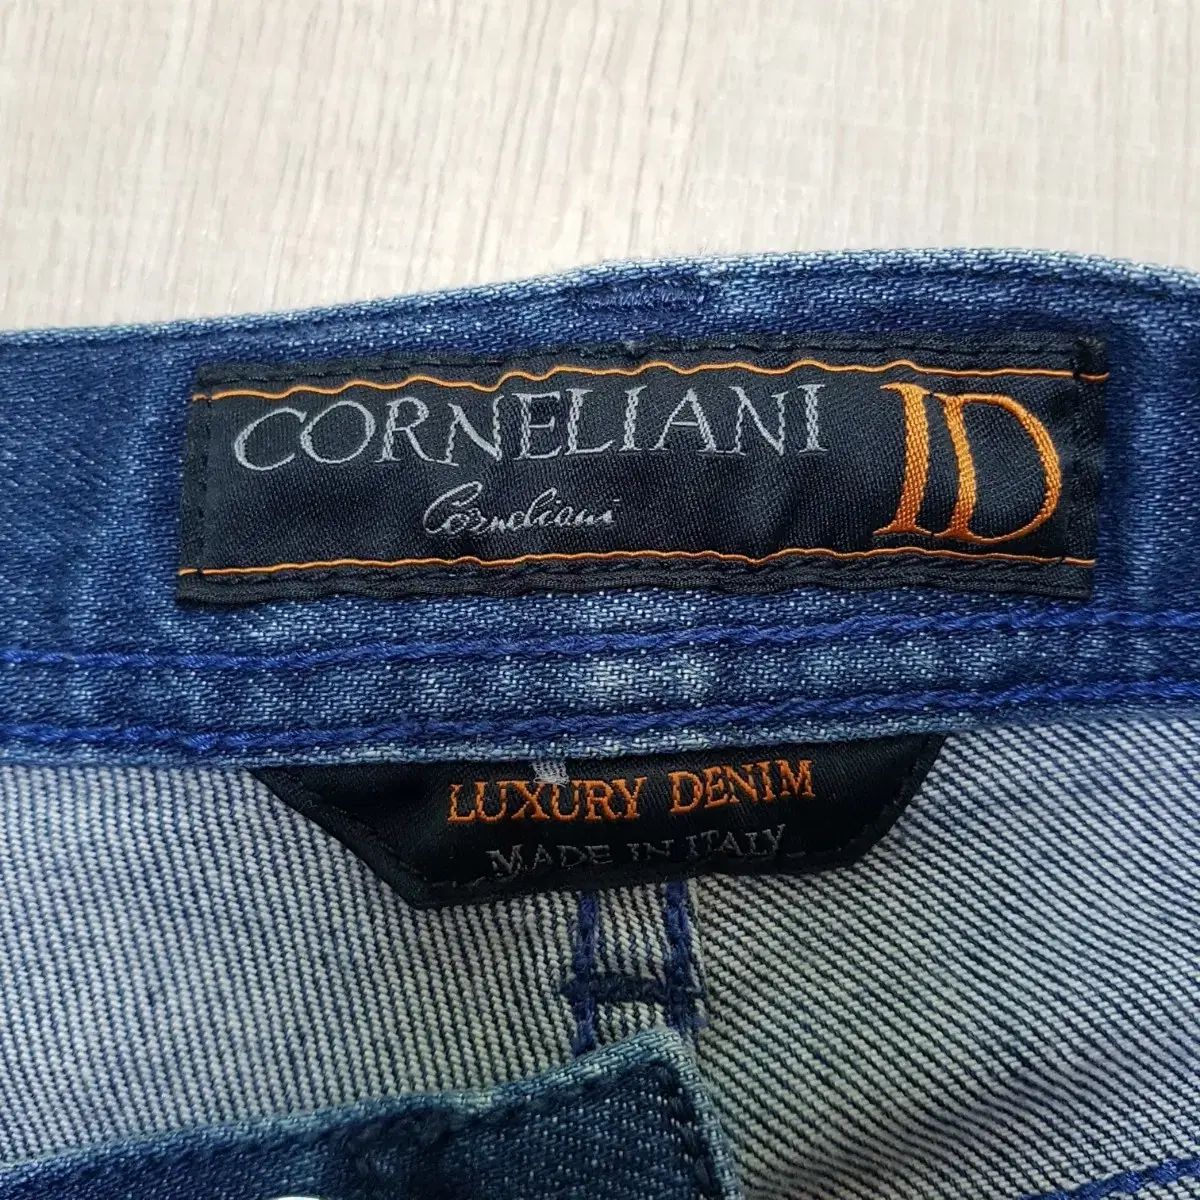 CORNELIANI ID
Corneliani
LUXURY DENIM
MADE IN ITALY